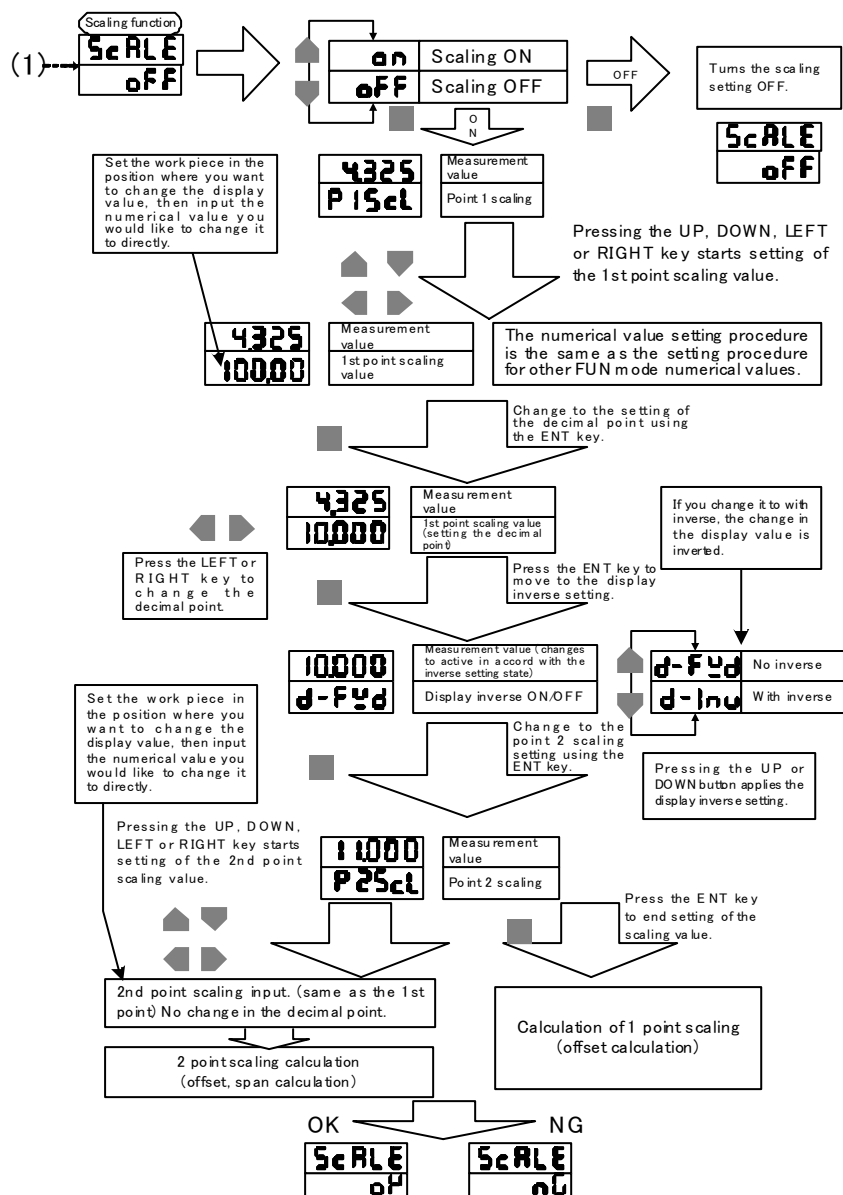 Scaling function
(1)
ScALE
oFF
on
Scaling ON
oFF
Scaling OFF
OFF
Turns the scaling
setting OFF.
ScALE
oFF
O
N
Set the work piece in the
position where you want
to change the display
value, then input the
numerical value you
would like to change it
to directly.
4.325
P1ScL
Measurement
value
Point 1 scaling
Pressing the UP, DOWN, LEFT
or RIGHT key starts setting of
the 1st point scaling value.
4.325
100.00
Measurement
value
1st point scaling
value
The numerical value setting procedure
is the same as the setting procedure
for other FUN mode numerical values.
Change to the setting of
the decimal point using
the ENT key.
4.325
10.000
Measurement
value
1st point scaling value
(setting the decimal
point)
If you change it to with
inverse, the change in
the display value is
inverted.
Press the LEFT or
RIGHT key to
change the
decimal point.
Press the ENT key to
move to the display
inverse setting.
10.000
d-Fwd
Measurement value (changes
to active in accord with the
inverse setting state)
Display inverse ON/OFF
d-Fwd
No inverse
d-Inv
With inverse
Set the work piece in
the position where you
want to change the
display value, then input
the numerical value you
would like to change it
to directly.
Change to the
point 2 scaling
setting using the
ENT key.
Pressing the UP or
DOWN button applies the
display inverse setting.
Pressing the UP, DOWN,
LEFT or RIGHT key starts
setting of the 2nd point
scaling value.
11.000
P2ScL
Measurement
value
Point 2 scaling
Press the ENT key
to end setting of the
scaling value.
2nd point scaling input. (same as the 1st
point) No change in the decimal point.
Calculation of 1 point scaling
(offset calculation)
2 point scaling calculation
(offset, span calculation)
OK
NG
ScALE
oK
ScALE
nG